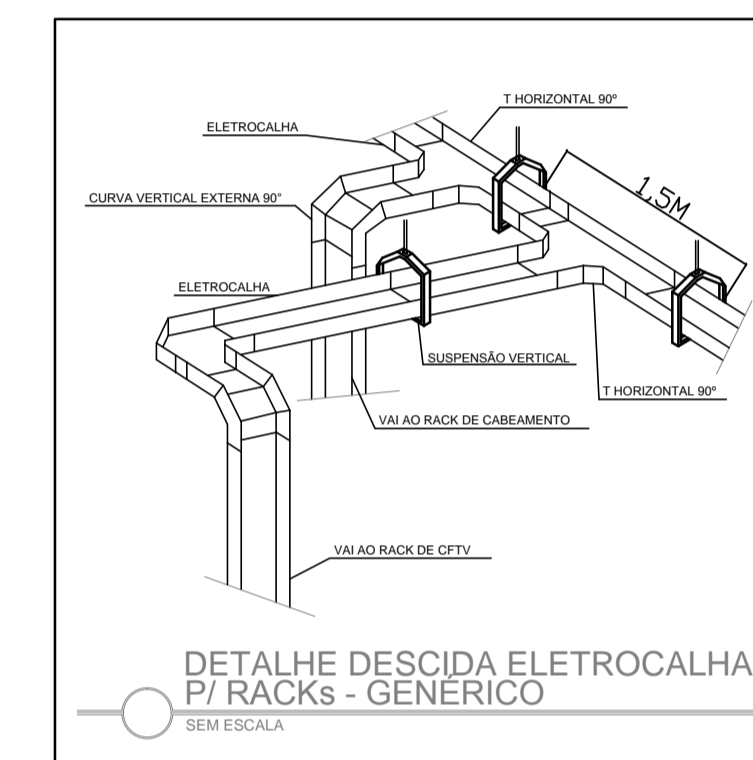 T HORIZONTAL 90º
ELETROCALHA
1,5M
CURVA VERTICAL EXTERNA 90°
ELETROCALHA
SUSPENSÃO VERTICAL
T HORIZONTAL 90º
VAI AO RACK DE CABEAMENTO
VAI AO RACK DE CFTV
DETALHE DESCIDA ELETROCALHA
P/ RACKs - GENÉRICO
SEM ESCALA